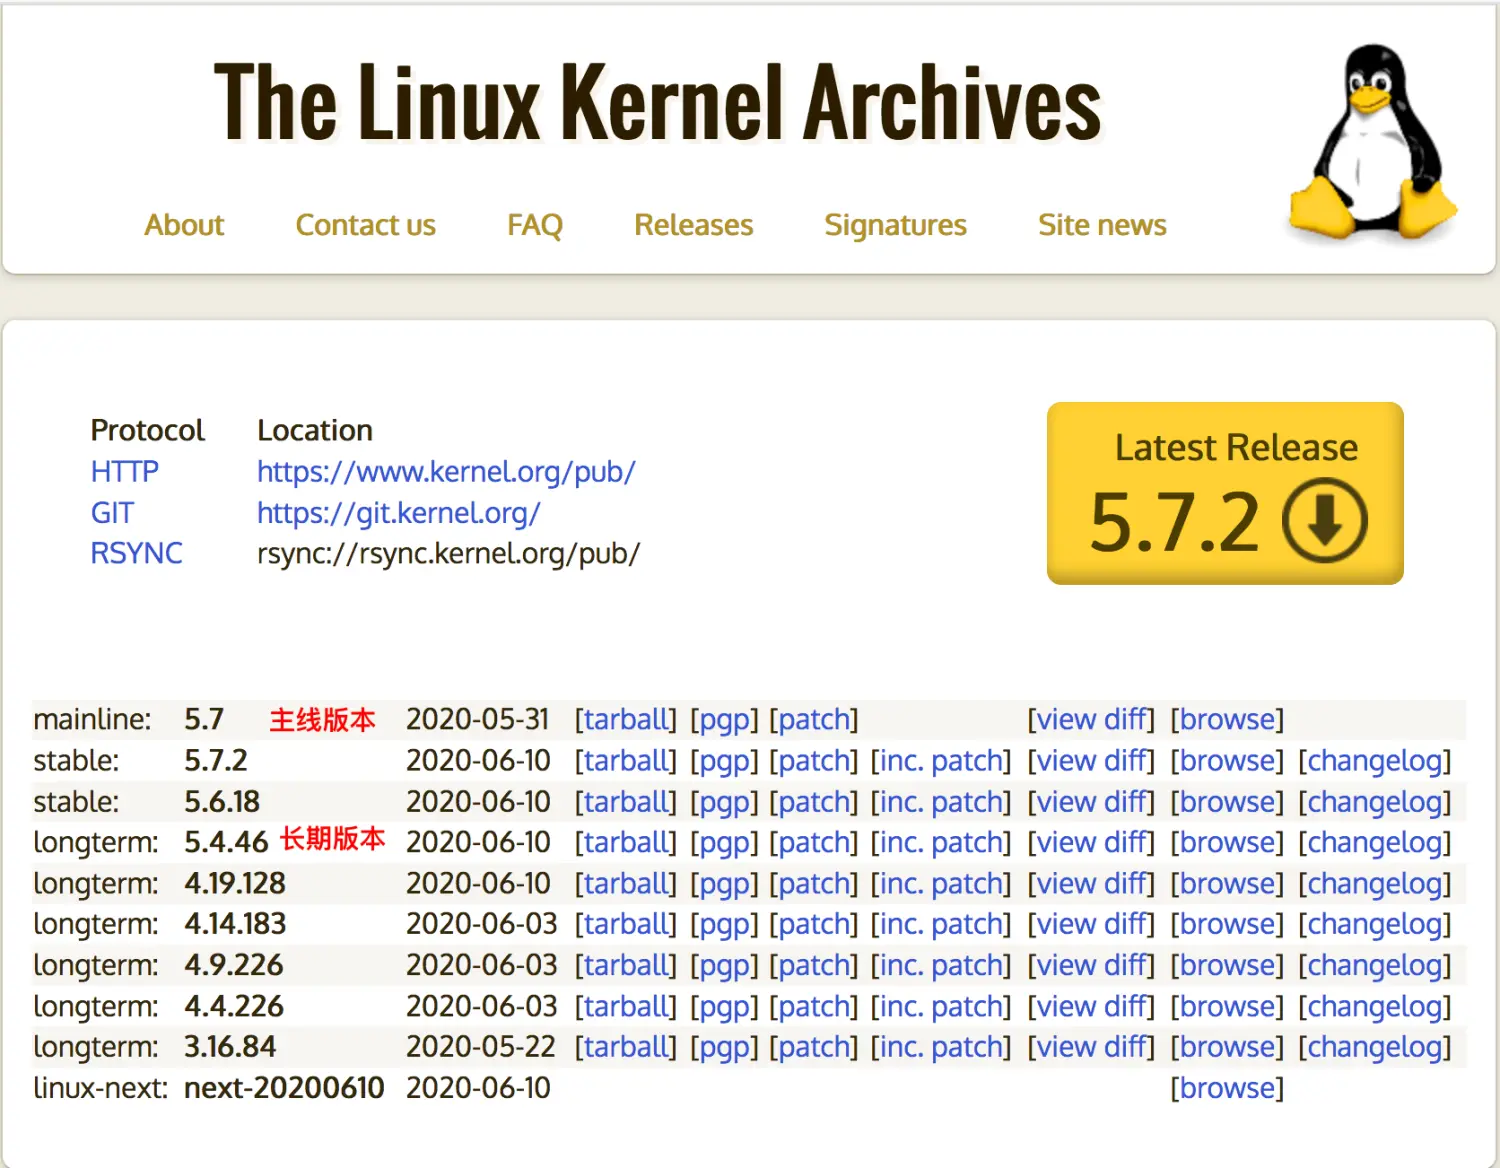 The Linux Kernel Archives
About Contact us FAQ Releases Signatures Site news
Protocol Location
HTTP https://www.kernel.org/pub/
GIT https://git.kernel.org/
RSYNC rsync://rsync.kernel.org/pub/
Latest Release
5.7.2
mainline: 5.7 主线版本 2020-05-31 [tarball] [pgp] [patch] [view diff] [browse]
stable: 5.7.2 2020-06-10 [tarball] [pgp] [patch] [inc. patch] [view diff] [browse] [changelog]
stable: 5.6.18 2020-06-10 [tarball] [pgp] [patch] [inc. patch] [view diff] [browse] [changelog]
longterm: 5.4.46 长期版本 2020-06-10 [tarball] [pgp] [patch] [inc. patch] [view diff] [browse] [changelog]
longterm: 4.19.128 2020-06-10 [tarball] [pgp] [patch] [inc. patch] [view diff] [browse] [changelog]
longterm: 4.14.183 2020-06-03 [tarball] [pgp] [patch] [inc. patch] [view diff] [browse] [changelog]
longterm: 4.9.226 2020-06-03 [tarball] [pgp] [patch] [inc. patch] [view diff] [browse] [changelog]
longterm: 4.4.226 2020-06-03 [tarball] [pgp] [patch] [inc. patch] [view diff] [browse] [changelog]
longterm: 3.16.84 2020-05-22 [tarball] [pgp] [patch] [inc. patch] [view diff] [browse] [changelog]
linux-next: next-20200610 2020-06-10 [browse]